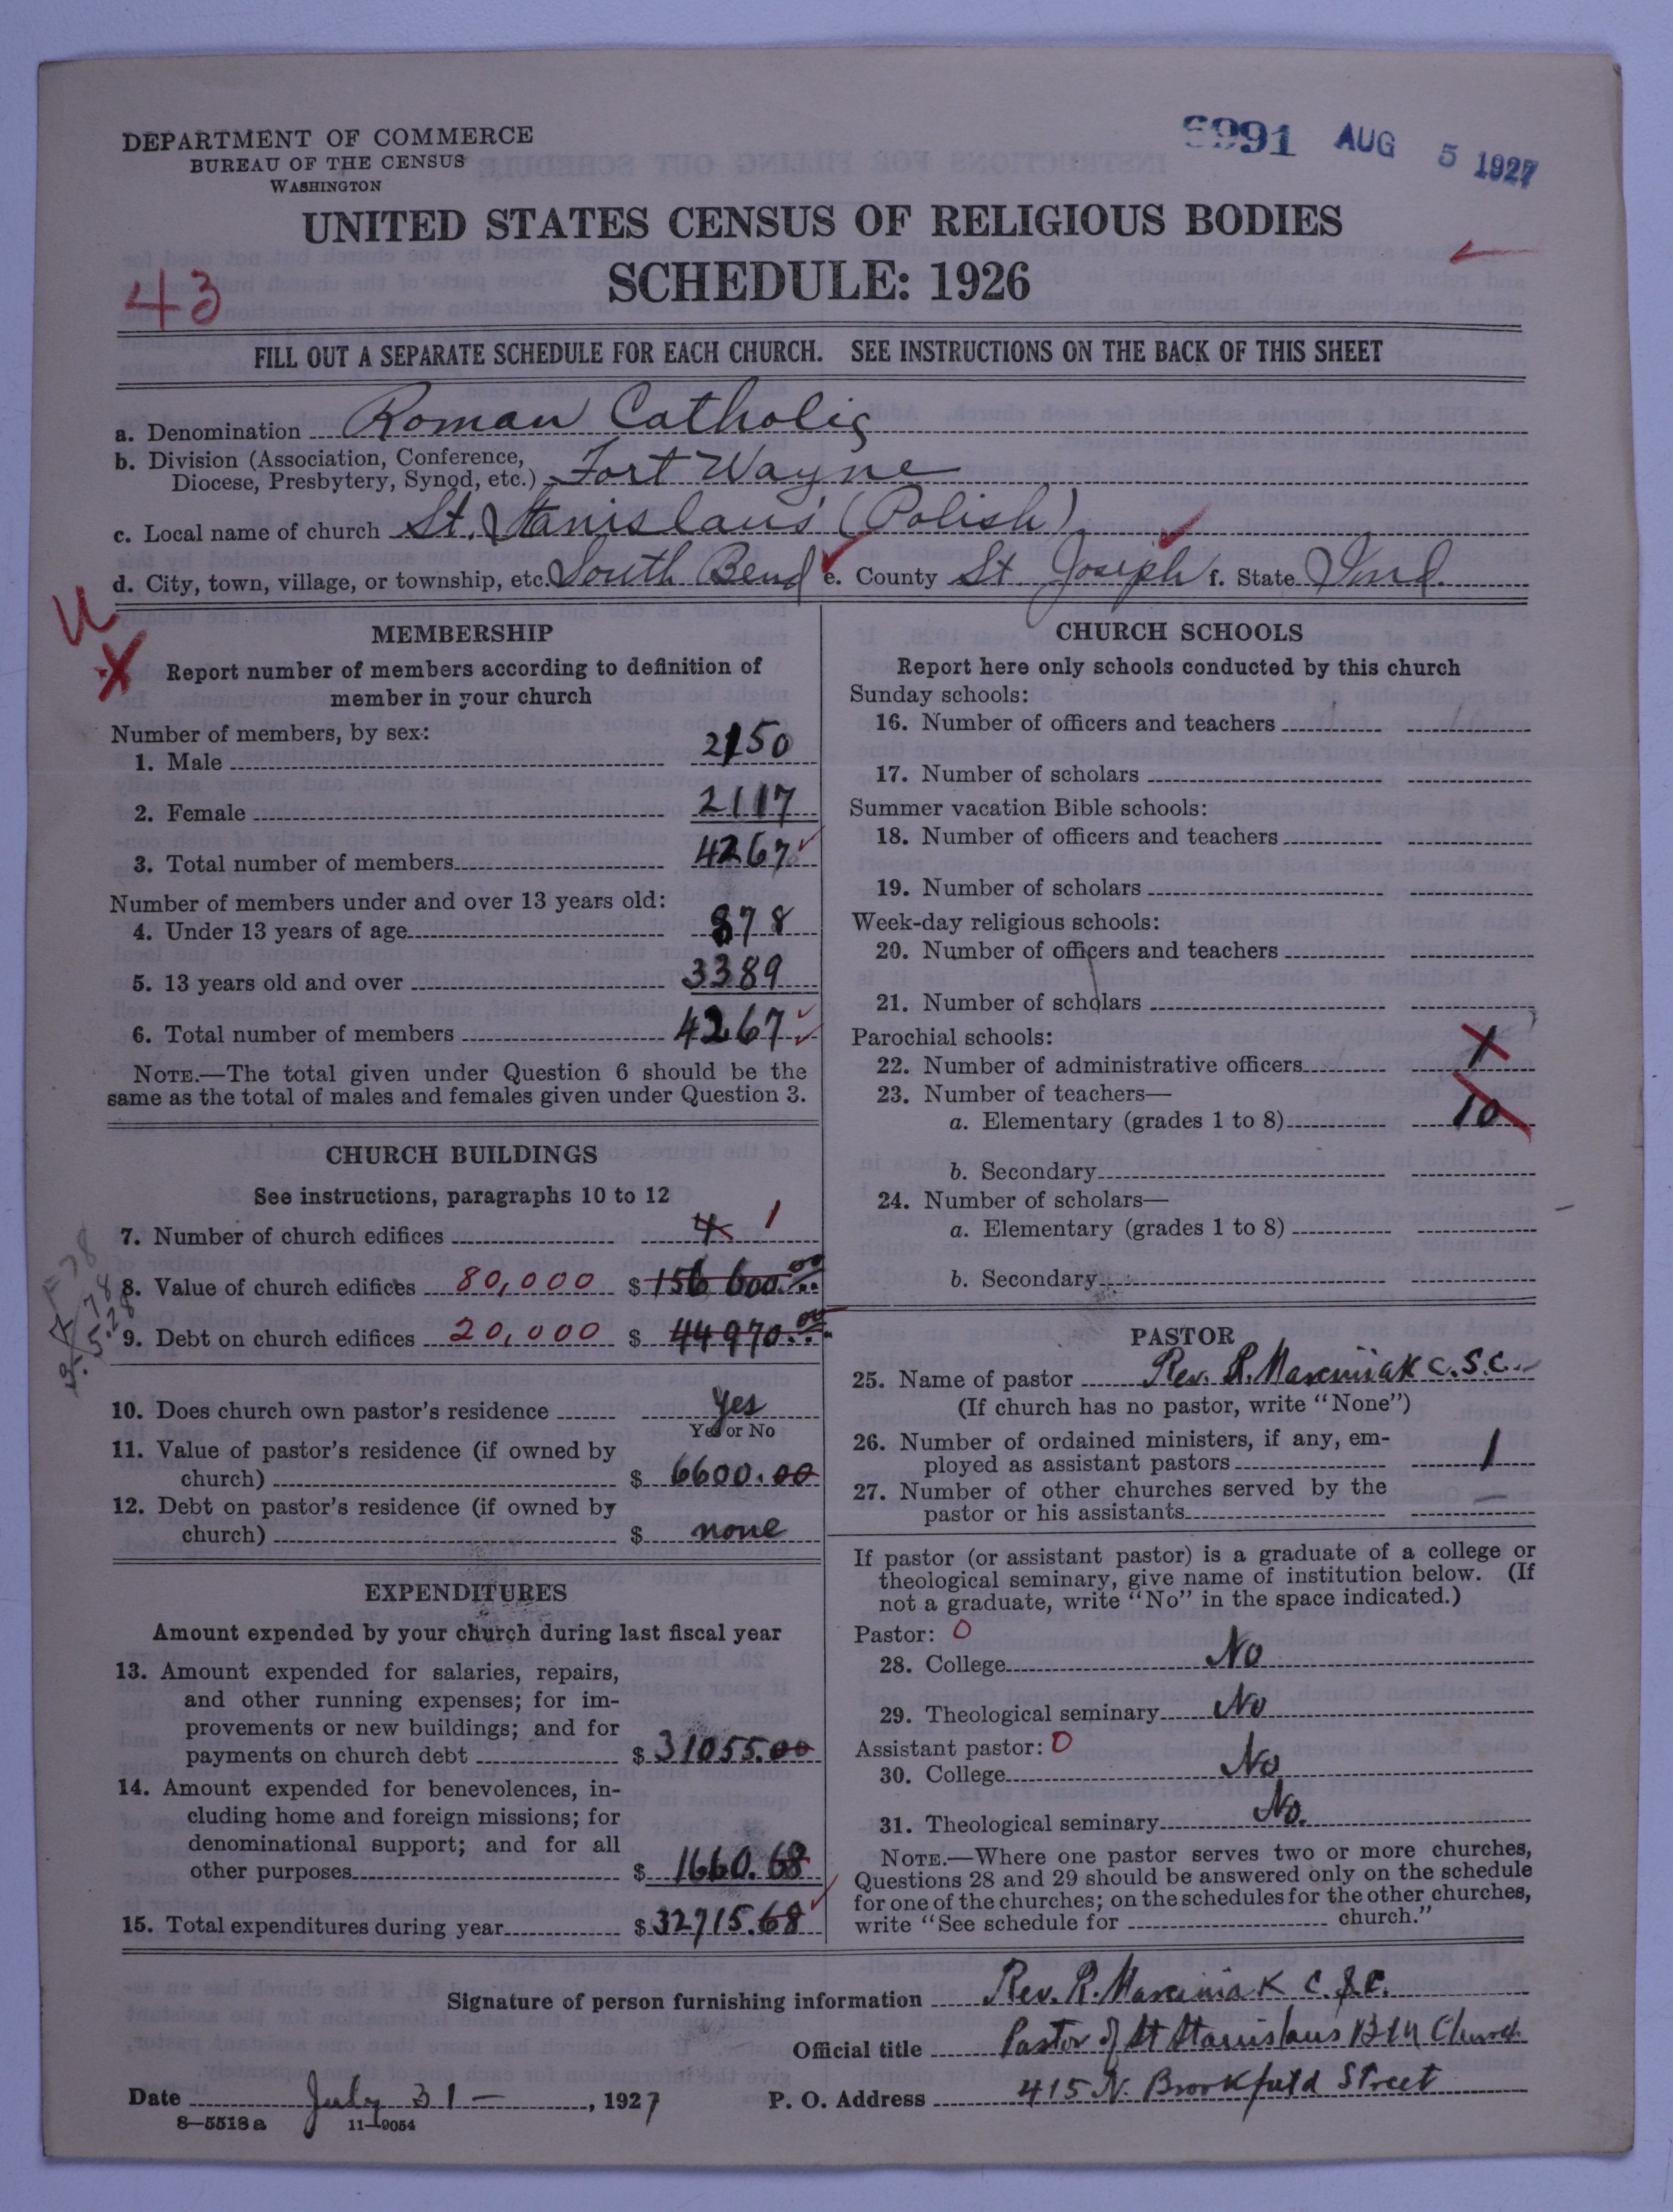 DEPARTMENT OF COMMERCE
BUREAU OF THE CENSUS
WASHINGTON
991 AUG 5 1927
UNITED STATES CENSUS OF RELIGIOUS BODIES
SCHEDULE: 1926
43
FILL OUT A SEPARATE SCHEDULE FOR EACH CHURCH. SEE INSTRUCTIONS ON THE BACK OF THIS SHEET
a. Denomination Roman Catholic
b. Division (Association, Conference,
Diocese, Presbytery, Synod, etc.) Fort Wayne
c. Local name of church St. Stanislaus (Polish)
d. City, town, village, or township, etc. South Bend e. County St Joseph f. State Ind.
U
X
MEMBERSHIP
Report number of members according to definition of
member in your church
Number of members, by sex:
1. Male 2150
2. Female 2117
3. Total number of members 4267
Number of members under and over 13 years old:
4. Under 13 years of age 878
5. 13 years old and over 3389
6. Total number of members 4267
NOTE.—The total given under Question 6 should be the
same as the total of males and females given under Question 3.
CHURCH BUILDINGS
See instructions, paragraphs 10 to 12
7. Number of church edifices 4 1
8. Value of church edifices 80,000 $ 156 600.00
9. Debt on church edifices 20,000 $ 44970.00
10. Does church own pastor's residence yes
Yes or No
11. Value of pastor's residence (if owned by
church) $ 6600.00
12. Debt on pastor's residence (if owned by
church) $ none
EXPENDITURES
Amount expended by your church during last fiscal year
13. Amount expended for salaries, repairs,
and other running expenses; for im-
provements or new buildings; and for
payments on church debt $ 31055.00
14. Amount expended for benevolences, in-
cluding home and foreign missions; for
denominational support; and for all
other purposes $ 1660.68
15. Total expenditures during year $ 32715.68
CHURCH SCHOOLS
Report here only schools conducted by this church
Sunday schools:
16. Number of officers and teachers
17. Number of scholars
Summer vacation Bible schools:
18. Number of officers and teachers
19. Number of scholars
Week-day religious schools:
20. Number of officers and teachers
21. Number of scholars
Parochial schools:
22. Number of administrative officers 1
23. Number of teachers—
a. Elementary (grades 1 to 8) 10
b. Secondary
24. Number of scholars—
a. Elementary (grades 1 to 8)
b. Secondary
PASTOR
25. Name of pastor Rev. R. Marciniak C.S.C.
(If church has no pastor, write "None")
26. Number of ordained ministers, if any, em-
ployed as assistant pastors 1
27. Number of other churches served by the
pastor or his assistants —
If pastor (or assistant pastor) is a graduate of a college or
theological seminary, give name of institution below. (If
not a graduate, write "No" in the space indicated.)
Pastor: 0
28. College No
29. Theological seminary No
Assistant pastor: 0
30. College No
31. Theological seminary No.
NOTE.—Where one pastor serves two or more churches,
Questions 28 and 29 should be answered only on the schedule
for one of the churches; on the schedules for the other churches,
write "See schedule for church."
Signature of person furnishing information Rev. R. Marciniak C.S.C.
Official title Pastor of St Stanislaus Church
Date July 31 —, 1927 P. O. Address 415 N. Brookfield Street
8—5518a 11—9054